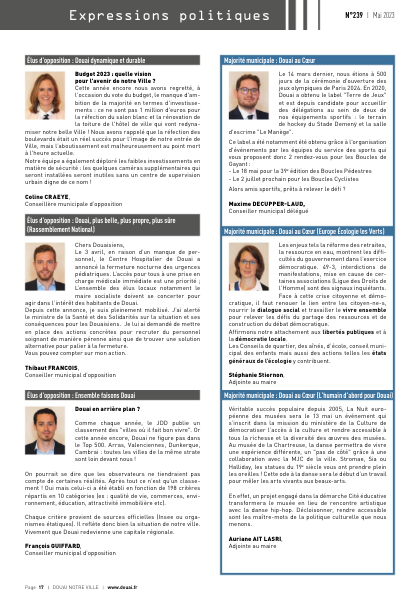 Expressions politiques
N°239 | Mai 2023
Élus d'opposition : Douai dynamique et durable
Budget 2023 : quelle vision
pour l'avenir de notre Ville ?
Cette année encore nous avons regretté, à
l'occasion du vote du budget, le manque d'am-
bition de la majorité en termes d'investisse-
ments : ce ne sont pas 1 million d'euros pour
la réfection du salon blanc et la rénovation de
la toiture de l'hôtel de ville qui vont redyna-
miser notre belle Ville ! Nous avons rappelé que la réfection des
boulevards était un réel succès pour l'image de notre entrée de
Ville, mais l'aboutissement est malheureusement au point mort
à l'heure actuelle.
Notre équipe a également déploré les faibles investissements en
matière de sécurité : les quelques caméras supplémentaires qui
seront installées seront inutiles sans un centre de supervision
urbain digne de ce nom !
Coline CRAEYE,
Conseillère municipale d'opposition
Élus d'opposition : Douai, plus belle, plus propre, plus sûre
(Rassemblement National)
Chers Douaisiens,
Le 3 avril, en raison d'un manque de per-
sonnel, le Centre Hospitalier de Douai a
annoncé la fermeture nocturne des urgences
pédiatriques. L'accès pour tous à une prise en
charge médicale immédiate est une priorité ;
L'ensemble des élus locaux notamment le
maire socialiste doivent se concerter pour
agir dans l'intérêt des habitants de Douai.
Depuis cette annonce, je suis pleinement mobilisé. J'ai alerté
le ministre de la Santé et des Solidarités sur la situation et ses
conséquences pour les Douaisiens. Je lui ai demandé de mettre
en place des actions concrètes pour recruter du personnel
soignant de manière pérenne ainsi que de trouver une solution
alternative pour palier à la fermeture.
Vous pouvez compter sur mon action.
Thibaut FRANCOIS,
Conseiller municipal d'opposition
Élus d'opposition : Ensemble faisons Douai
Douai en arrière plan ?
Comme chaque année, le JDD publie un
classement des "villes où il fait bon vivre". Or
cette année encore, Douai ne figure pas dans
le Top 500. Arras, Valenciennes, Dunkerque,
Cambrai : toutes les villes de la même strate
sont loin devant nous !
On pourrait se dire que les observateurs ne tiendraient pas
compte de certaines réalités. Après tout ce n'est qu'un classe-
ment ! Oui mais celui-ci a été établi en fonction de 198 critères
répartis en 10 catégories (ex : qualité de vie, commerces, envi-
ronnement, éducation, attractivité immobilière etc).
Chaque critère provient de sources officielles (Insee ou orga-
nismes étatiques). Il reflète donc bien la situation de notre ville.
Vivement que Douai redevienne une capitale régionale.
François GUIFFARD,
Conseiller municipal d'opposition
Majorité municipale : Douai au Cœur
Le 14 mars dernier, nous étions à 500
jours de la cérémonie d'ouverture des
jeux olympiques de Paris 2024. En 2020,
Douai a obtenu le label "Terre de Jeux"
et est depuis candidate pour accueillir
des délégations au sein de deux de
nos équipements sportifs : le terrain
de hockey du Stade Demeny et la salle
d'escrime "Le Manège".
Ce label a été notamment été obtenu grâce à l'organisation
d'événements par les équipes du service des sports qui
vous proposent donc 2 rendez-vous pour les Boucles de
Gayant :
- Le 18 mai pour la 39e édition des Boucles Pédestres
- Le 2 juillet prochain pour les Boucles Cyclistes
Alors amis sportifs, prêts à relever le défi ?
Maxime DECUPPER-LAUD,
Conseiller municipal délégué
Majorité municipale : Douai au Cœur (Europe Écologie les Verts)
Les enjeux tels la réforme des retraites,
la ressource en eau, montrent les diffi-
cultés du gouvernement dans l'exercice
démocratique. 49-3, interdictions de
manifestations, mise en cause de cer-
taines associations (Ligue des Droits de
l'Homme) sont des signaux inquiétants.
Face à cette crise citoyenne et démo-
cratique, il faut renouer le lien entre les citoyen-ne-s,
nourrir le dialogue social et travailler le vivre ensemble
pour relever les défis du partage des ressources et de
construction du débat démocratique.
Affirmons notre attachement aux libertés publiques et à
la démocratie locale.
Les Conseils de quartier, des aînés, d'école, conseil muni-
cipal des enfants mais aussi des actions telles les états
généraux de l'écologie y contribuent.
Stéphanie Stiernon,
Adjointe au maire
Majorité municipale : Douai au Cœur (L'humain d'abord pour Douai)
Véritable succès populaire depuis 2005, La Nuit euro-
péenne des musées sera le 13 mai un événement qui
s'inscrit dans la mission du ministère de la Culture de
démocratiser l'accès à la culture et rendre accessible à
tous la richesse et la diversité des œuvres des musées.
Au musée de la Chartreuse, la danse permettra de vivre
une expérience différente, un "pas de côté" grâce à une
collaboration avec la MJC de la ville. Stromae, Sia ou
Halliday, les statues du 19e siècle vous ont prendre plein
les oreilles ! Cette ode à la danse sera le début d'un travail
pour mêler les arts vivants aux beaux-arts.
En effet, un projet engagé dans la démarche Cité éducative
transformera le musée en lieu de rencontre artistique
avec la danse hip-hop. Décloisonner, rendre accessible
sont les maître-mots de la politique culturelle que nous
menons.
Auriane AIT LASRI,
Adjointe au maire
Page 17 | DOUAI NOTRE VILLE | www.douai.fr